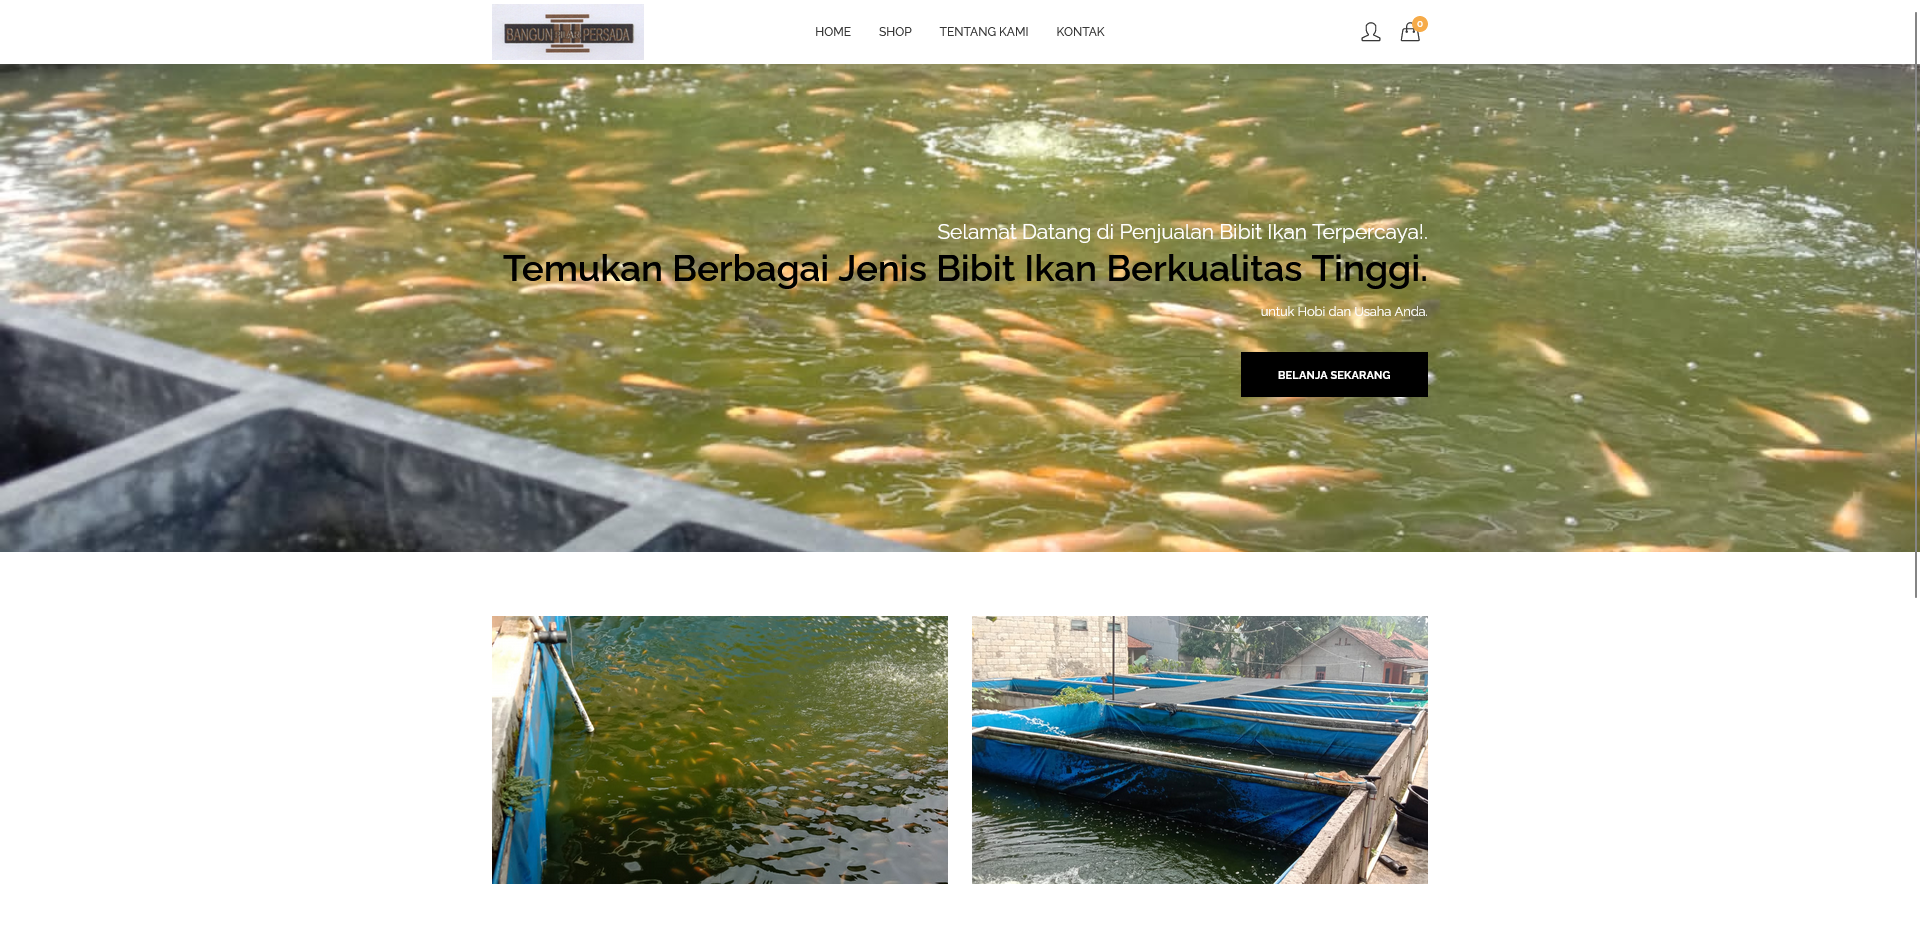 BANGUN PERSADA
HOME
SHOP
TENTANG KAMI
KONTAK
0
Selamat Datang di Penjualan Bibit Ikan Terpercaya!.
Temukan Berbagai Jenis Bibit Ikan Berkualitas Tinggi.
untuk Hobi dan Usaha Anda.
BELANJA SEKARANG